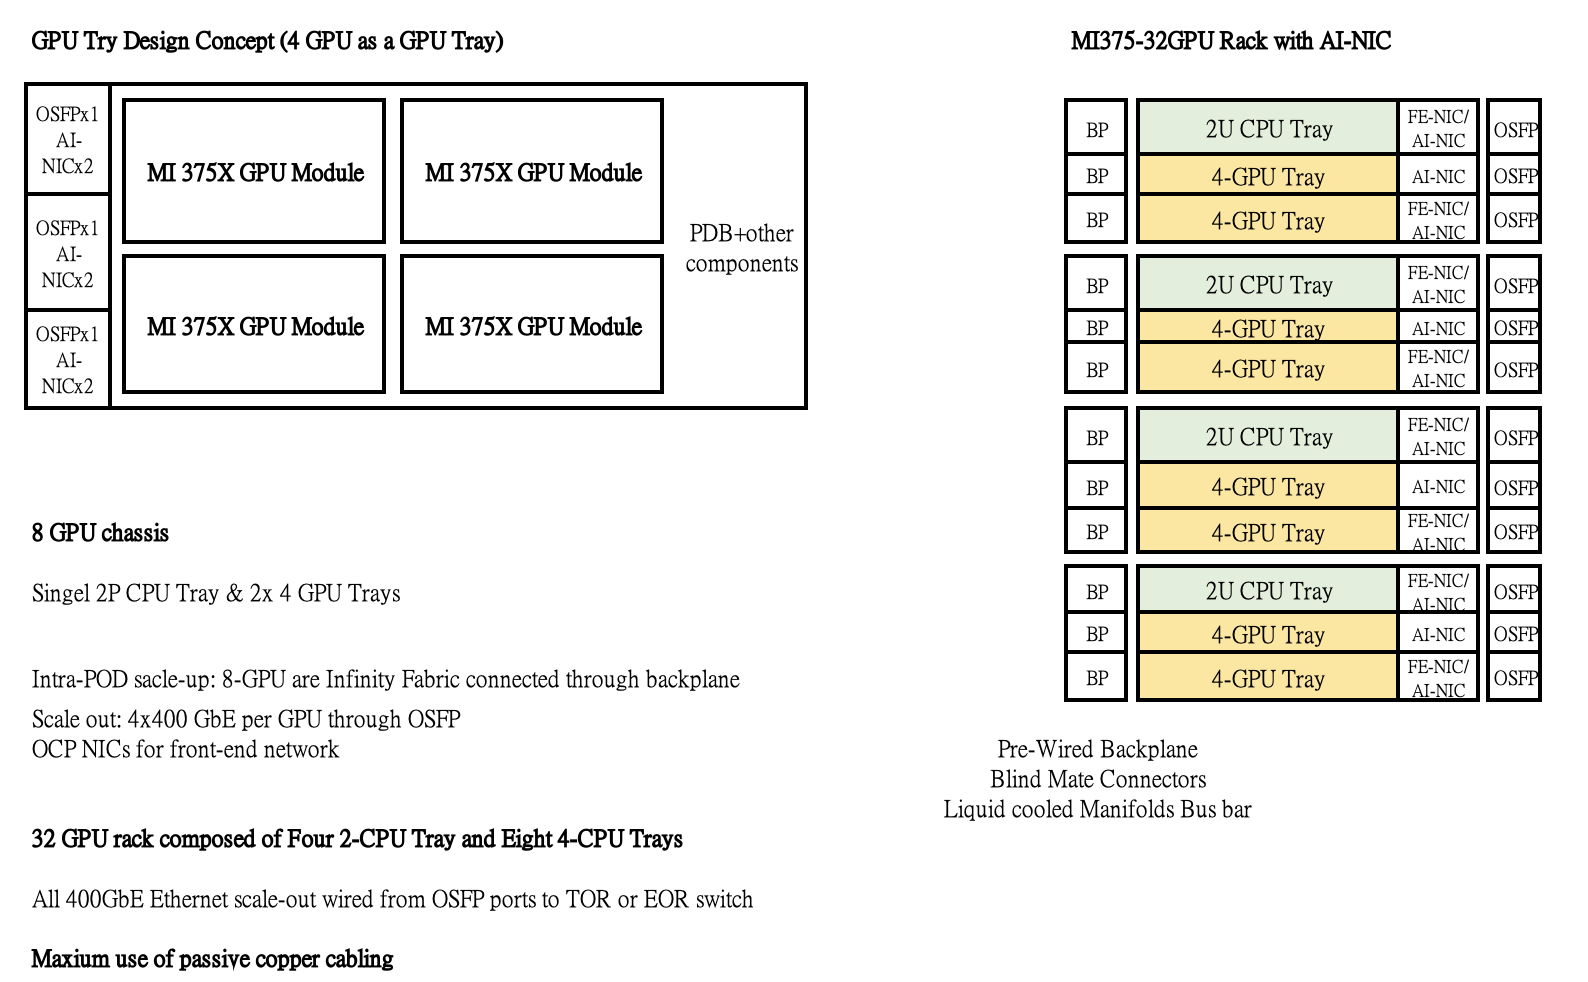 GPU Try Design Concept (4 GPU as a GPU Tray)
OSFPx1
AI-
NICx2
OSFPx1
AI-
NICx2
OSFPx1
AI-
NICx2
MI 375X GPU Module
MI 375X GPU Module
MI 375X GPU Module
MI 375X GPU Module
PDB+other
components
8 GPU chassis
Singel 2P CPU Tray & 2x 4 GPU Trays
Intra-POD sacle-up: 8-GPU are Infinity Fabric connected through backplane
Scale out: 4x400 GbE per GPU through OSFP
OCP NICs for front-end network
32 GPU rack composed of Four 2-CPU Tray and Eight 4-CPU Trays
All 400GbE Ethernet scale-out wired from OSFP ports to TOR or EOR switch
Maxium use of passive copper cabling
MI375-32GPU Rack with AI-NIC
BP
2U CPU Tray
FE-NIC/
AI-NIC
OSFP
BP
4-GPU Tray
AI-NIC
OSFP
BP
4-GPU Tray
FE-NIC/
AI-NIC
OSFP
BP
2U CPU Tray
FE-NIC/
AI-NIC
OSFP
BP
4-GPU Tray
AI-NIC
OSFP
BP
4-GPU Tray
FE-NIC/
AI-NIC
OSFP
BP
2U CPU Tray
FE-NIC/
AI-NIC
OSFP
BP
4-GPU Tray
AI-NIC
OSFP
BP
4-GPU Tray
FE-NIC/
AI-NIC
OSFP
BP
2U CPU Tray
FE-NIC/
AI-NIC
OSFP
BP
4-GPU Tray
AI-NIC
OSFP
BP
4-GPU Tray
FE-NIC/
AI-NIC
OSFP
Pre-Wired Backplane
Blind Mate Connectors
Liquid cooled Manifolds Bus bar